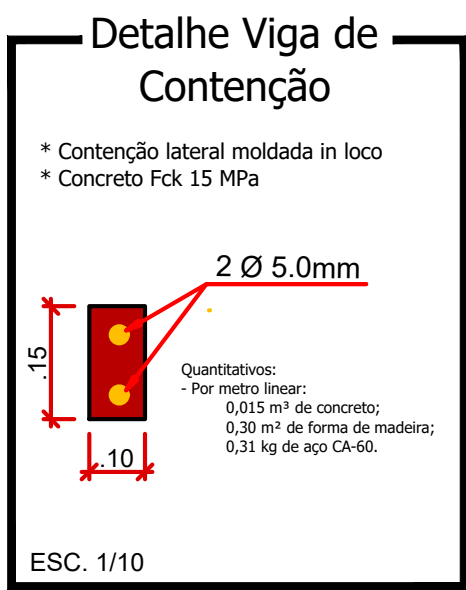 Detalhe Viga de
Contenção
* Contenção lateral moldada in loco
* Concreto Fck 15 MPa
2 Ø 5.0mm
.15
Quantitativos:
- Por metro linear:
0,015 m³ de concreto;
0,30 m² de forma de madeira;
0,31 kg de aço CA-60.
.10
ESC. 1/10